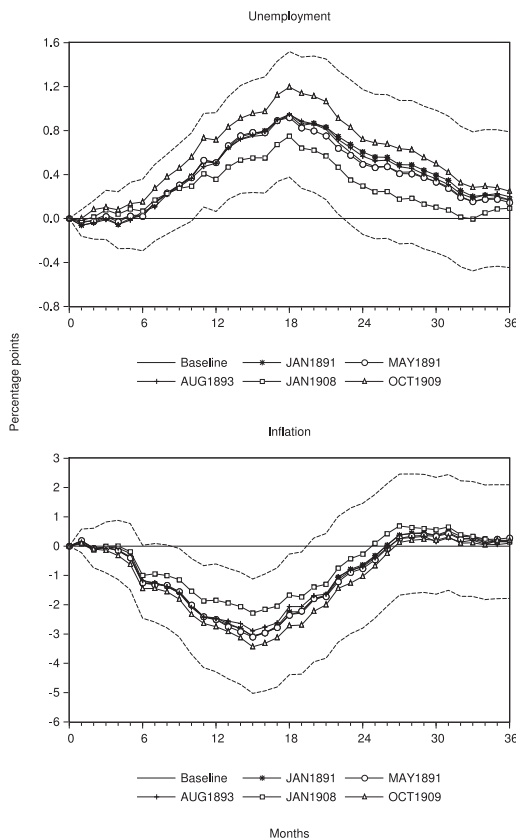 Unemployment
1.6
1.2
0.8
0.4
0.0
-0.4
-0.8
0 6 12 18 24 30 36
Baseline JAN1891 MAY1891
AUG1893 JAN1908 OCT1909
Percentage points
Inflation
3
2
1
0
-1
-2
-3
-4
-5
-6
0 6 12 18 24 30 36
Baseline JAN1891 MAY1891
AUG1893 JAN1908 OCT1909
Months